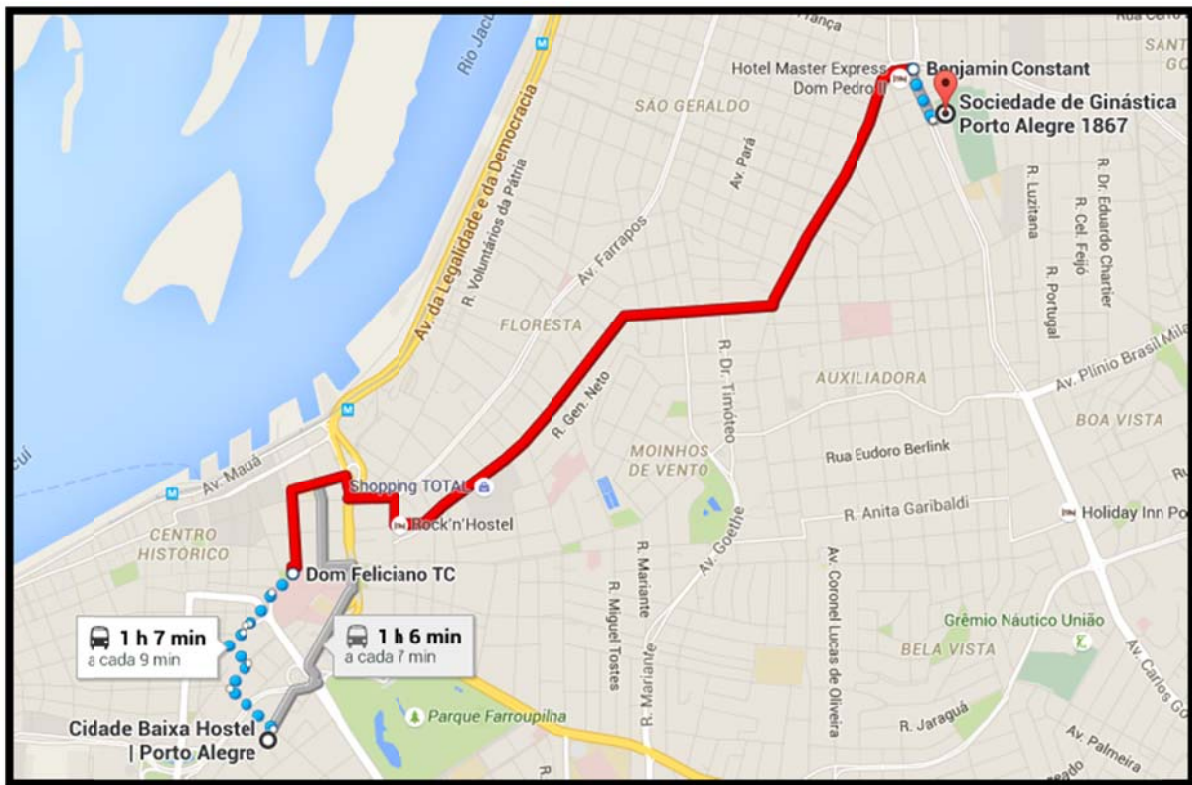 França
Rio Jacu
Hotel Master Express
Dom Pedro II
Benjamin Constant
Sociedade de Ginástica
Porto Alegre 1867
SÃO GERALDO
Av. Pará
Av. da Legalidade e da Democracia
R. Voluntários da Pátria
Av. Farrapos
R. Luzitana
R. Dr. Eduardo Chartier
R. Cel. Feijó
R. Portugal
FLORESTA
R. Gen. Neto
R. Dr. Timóteo
AUXILIADORA
Av. Plínio Brasil Mila
BOA VISTA
MOINHOS
DE VENTO
Rua Eudoro Berlink
Av. Mauá
Shopping TOTAL
Rock'n'Hostel
R. Anita Garibaldi
Holiday Inn Po
CENTRO
HISTÓRICO
Av. Goethe
R. Mariante
R. Miguel Tostes
Av. Coronel Lucas de Oliveira
Dom Feliciano TC
1 h 7 min
a cada 9 min
1 h 6 min
a cada 7 min
Grêmio Náutico União
BELA VISTA
R. Mariante
Av. Carlos Go
Parque Farroupilha
R. Jaraguá
Av. Palmeira
Cidade Baixa Hostel
| Porto Alegre
R.